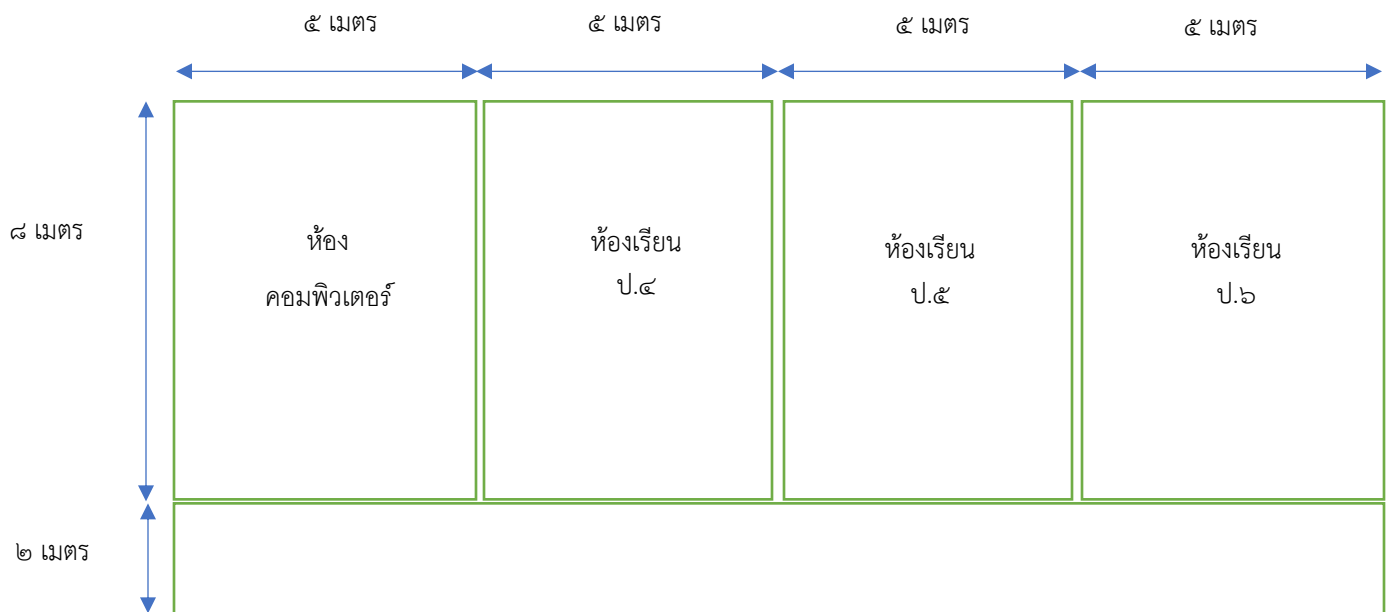 ๕ เมตร
๕ เมตร
๕ เมตร
๕ เมตร
๘ เมตร
ห้อง
คอมพิวเตอร์
ห้องเรียน
ป.๔
ห้องเรียน
ป.๕
ห้องเรียน
ป.๖
๒ เมตร